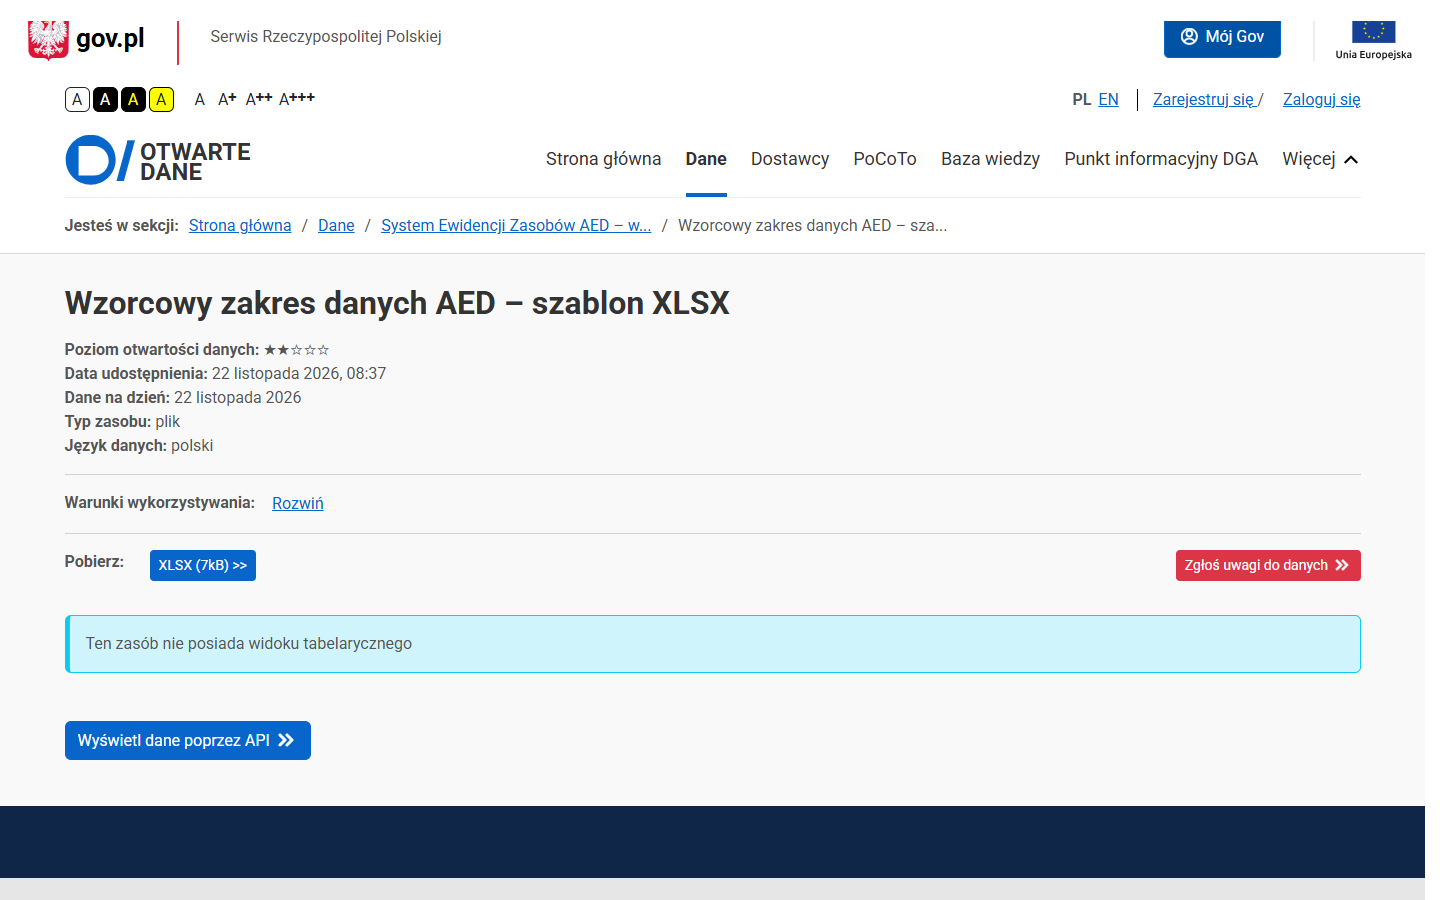 gov.pl
Serwis Rzeczypospolitej Polskiej
Mój Gov
Unia Europejska
A A A A A A+ A++ A+++
PL EN Zarejestruj się / Zaloguj się
OTWARTE
DANE
Strona główna Dane Dostawcy PoCoTo Baza wiedzy Punkt informacyjny DGA Więcej
Jesteś w sekcji: Strona główna / Dane / System Ewidencji Zasobów AED – w... / Wzorcowy zakres danych AED – sza...
Wzorcowy zakres danych AED – szablon XLSX
Poziom otwartości danych: ★★☆☆☆
Data udostępnienia: 22 listopada 2026, 08:37
Dane na dzień: 22 listopada 2026
Typ zasobu: plik
Język danych: polski
Warunki wykorzystywania: Rozwiń
Pobierz: XLSX (7kB) >> Zgłoś uwagi do danych
Ten zasób nie posiada widoku tabelarycznego
Wyświetl dane poprzez API